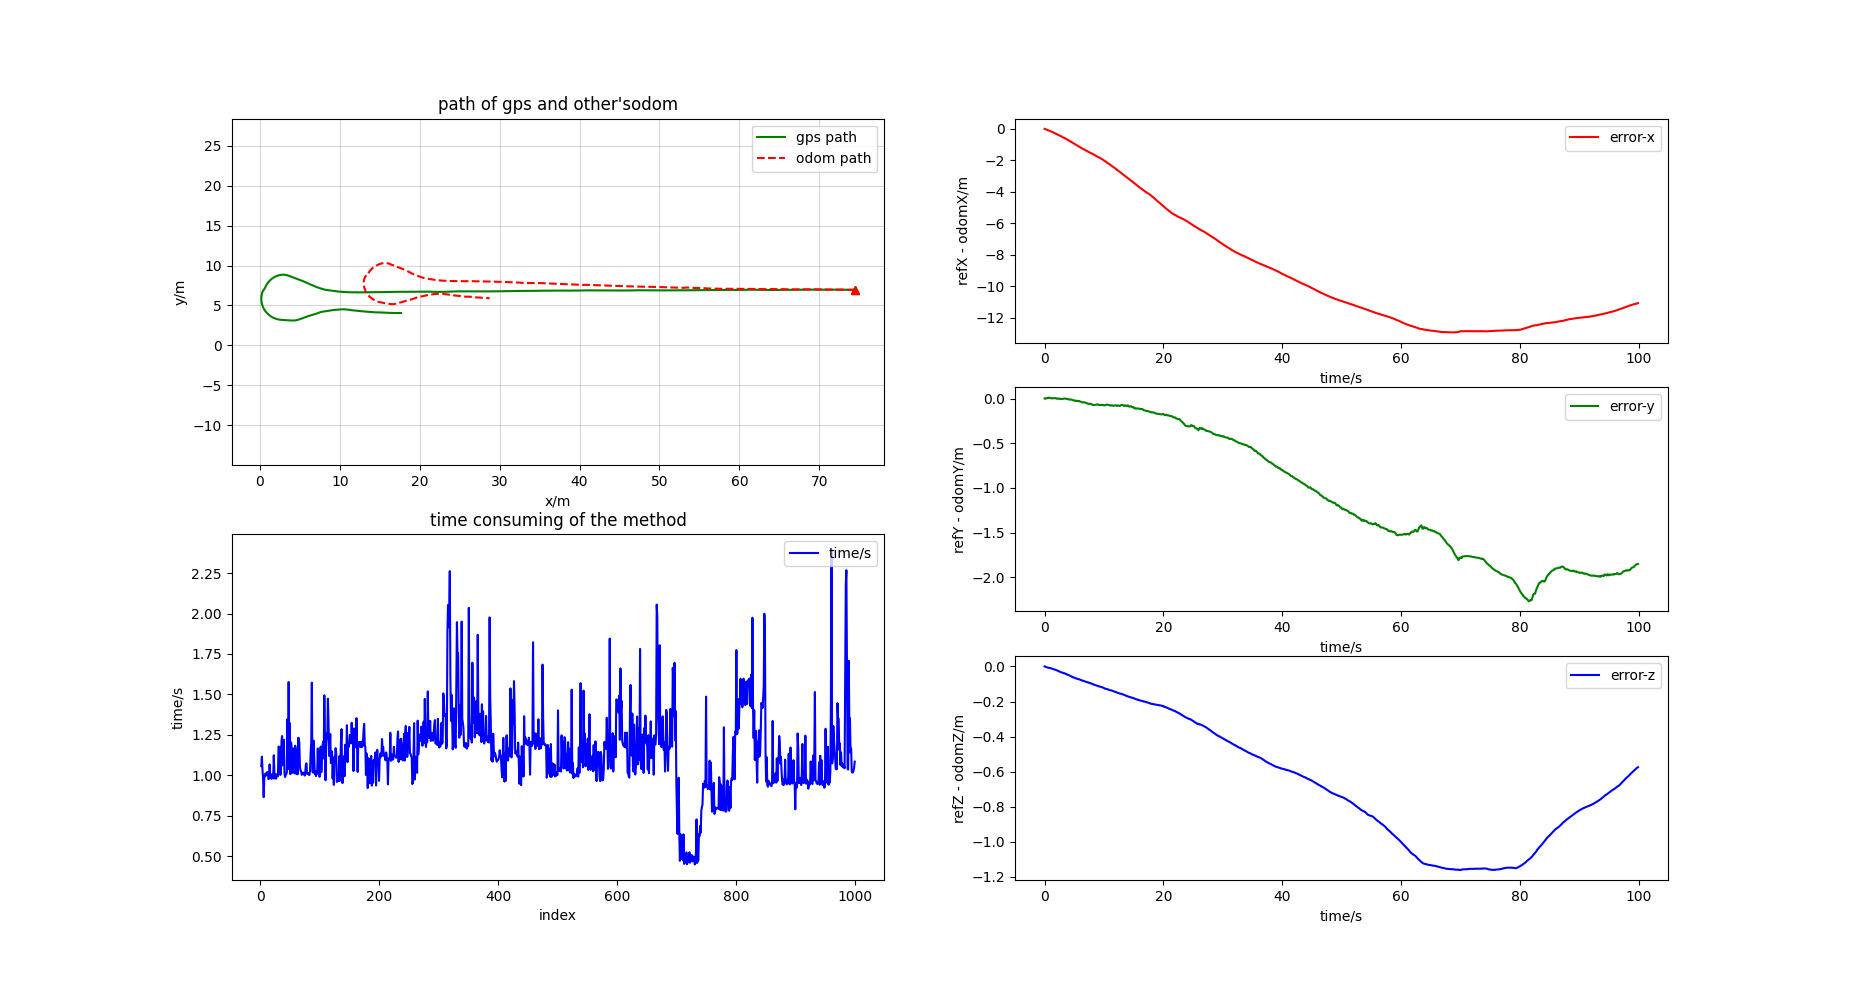 path of gps and other'sodom
gps path
odom path
25
20
15
10
5
0
−5
−10
y/m
0 10 20 30 40 50 60 70
x/m
time consuming of the method
time/s
2.25
2.00
1.75
1.50
1.25
1.00
0.75
0.50
time/s
0 200 400 600 800 1000
index
error-x
0
−2
−4
−6
−8
−10
−12
refX - odomX/m
0 20 40 60 80 100
time/s
error-y
0.0
−0.5
−1.0
−1.5
−2.0
refY - odomY/m
0 20 40 60 80 100
time/s
error-z
0.0
−0.2
−0.4
−0.6
−0.8
−1.0
−1.2
refZ - odomZ/m
0 20 40 60 80 100
time/s